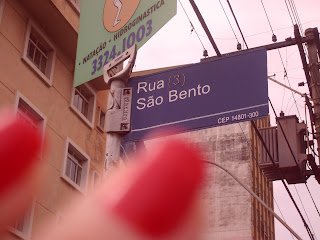 NATAÇÃO - HIDROGINÁSTICA
3324-1003
Rua (3)
São Bento
CEP 14801-300